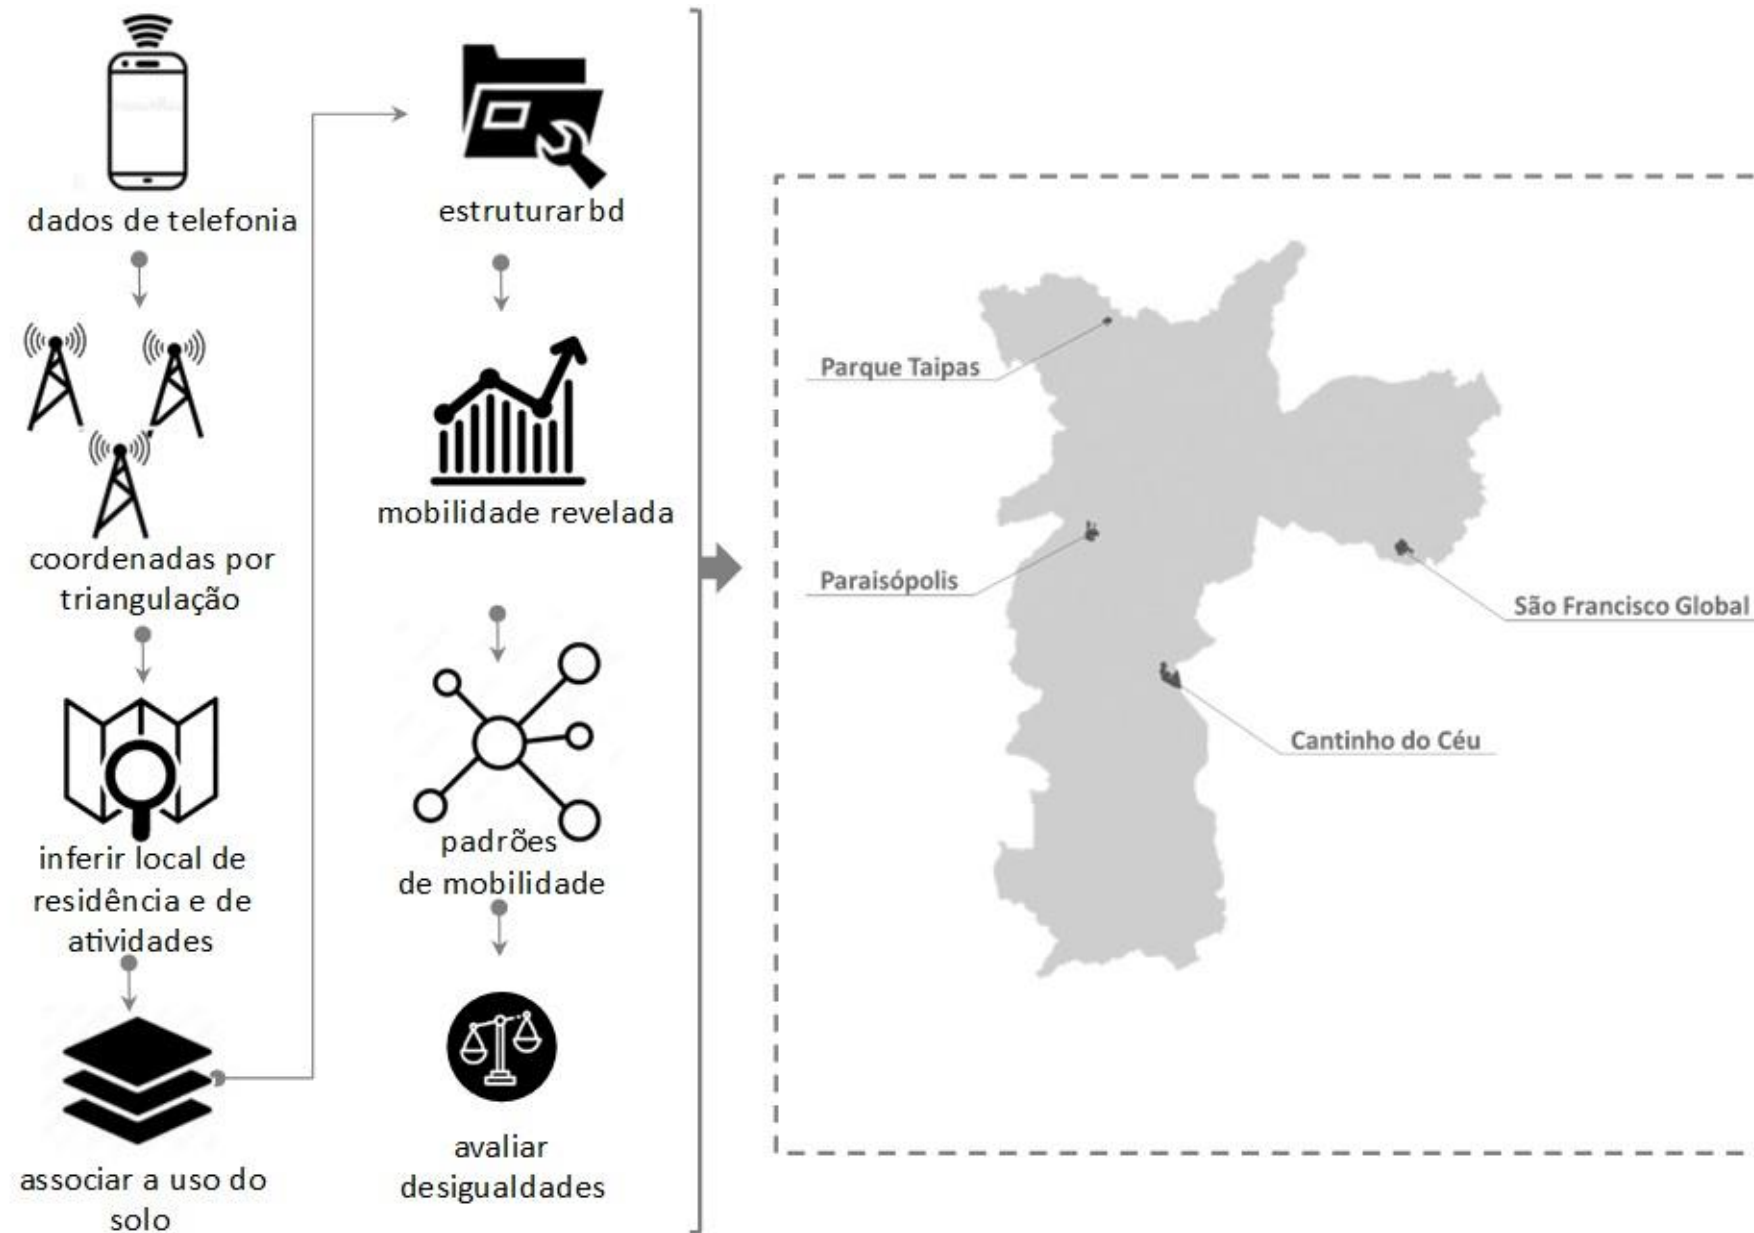 dados de telefonia
coordenadas por
triangulação
inferir local de
residência e de
atividades
associar a uso do
solo
estruturar bd
mobilidade revelada
padrões
de mobilidade
avaliar
desigualdades
Parque Taipas
Paraisópolis
São Francisco Global
Cantinho do Céu